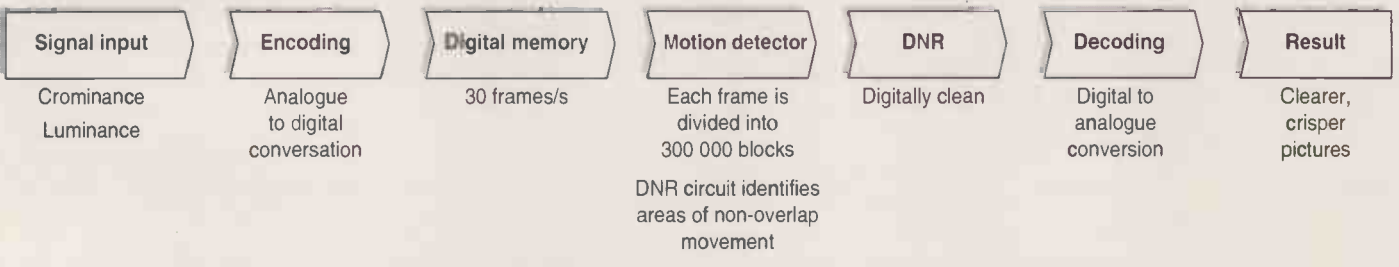 Signal input
Encoding
Digital memory
Motion detector
DNR
Decoding
Result
Crominance
Luminance
Analogue
to digital
conversation
30 frames/s
Each frame is
divided into
300 000 blocks
DNR circuit identifies
areas of non-overlap
movement
Digitally clean
Digital to
analogue
conversion
Clearer,
crisper
pictures